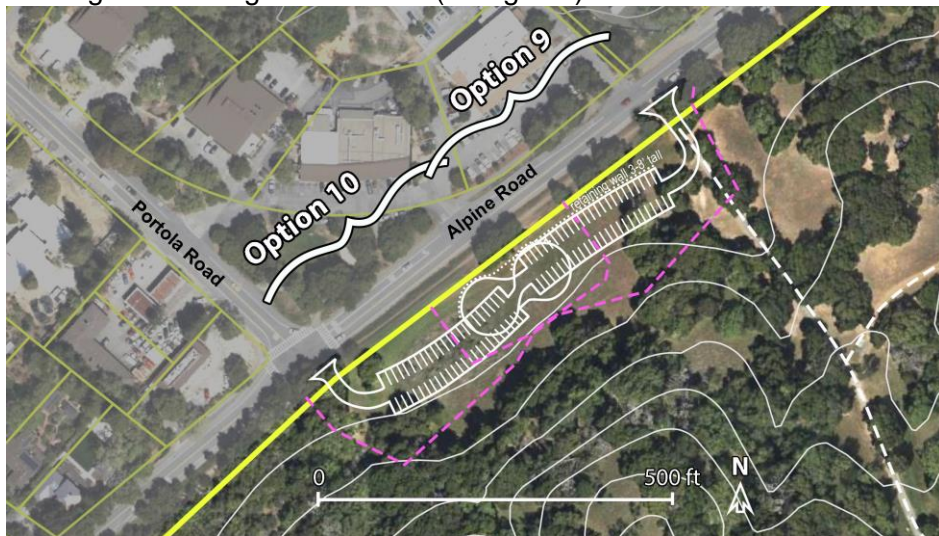 Option 9
Option 10
Portola Road
Alpine Road
retaining wall 3-8' tall
0
500 ft
N